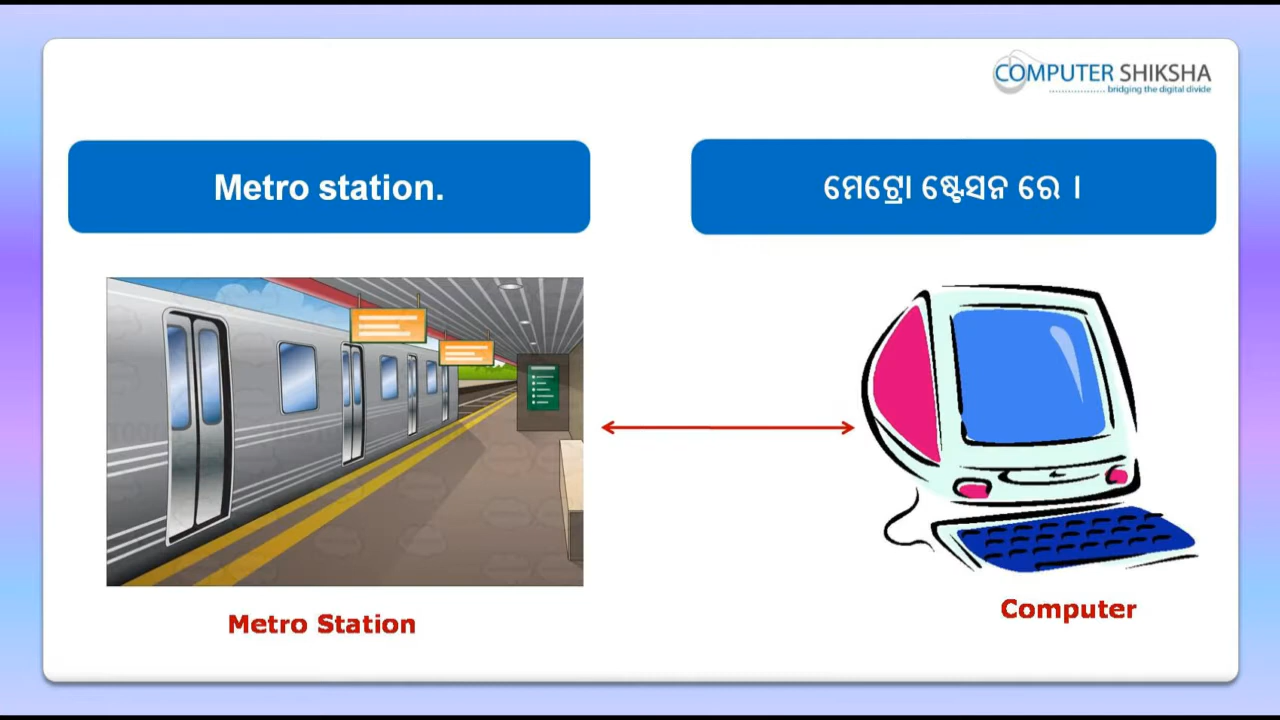 COMPUTER SHIKSHA
bridging the digital divide
Metro station.
ମେଟ୍ରୋ ଷ୍ଟେସନ ରେ ।
Metro Station
Computer